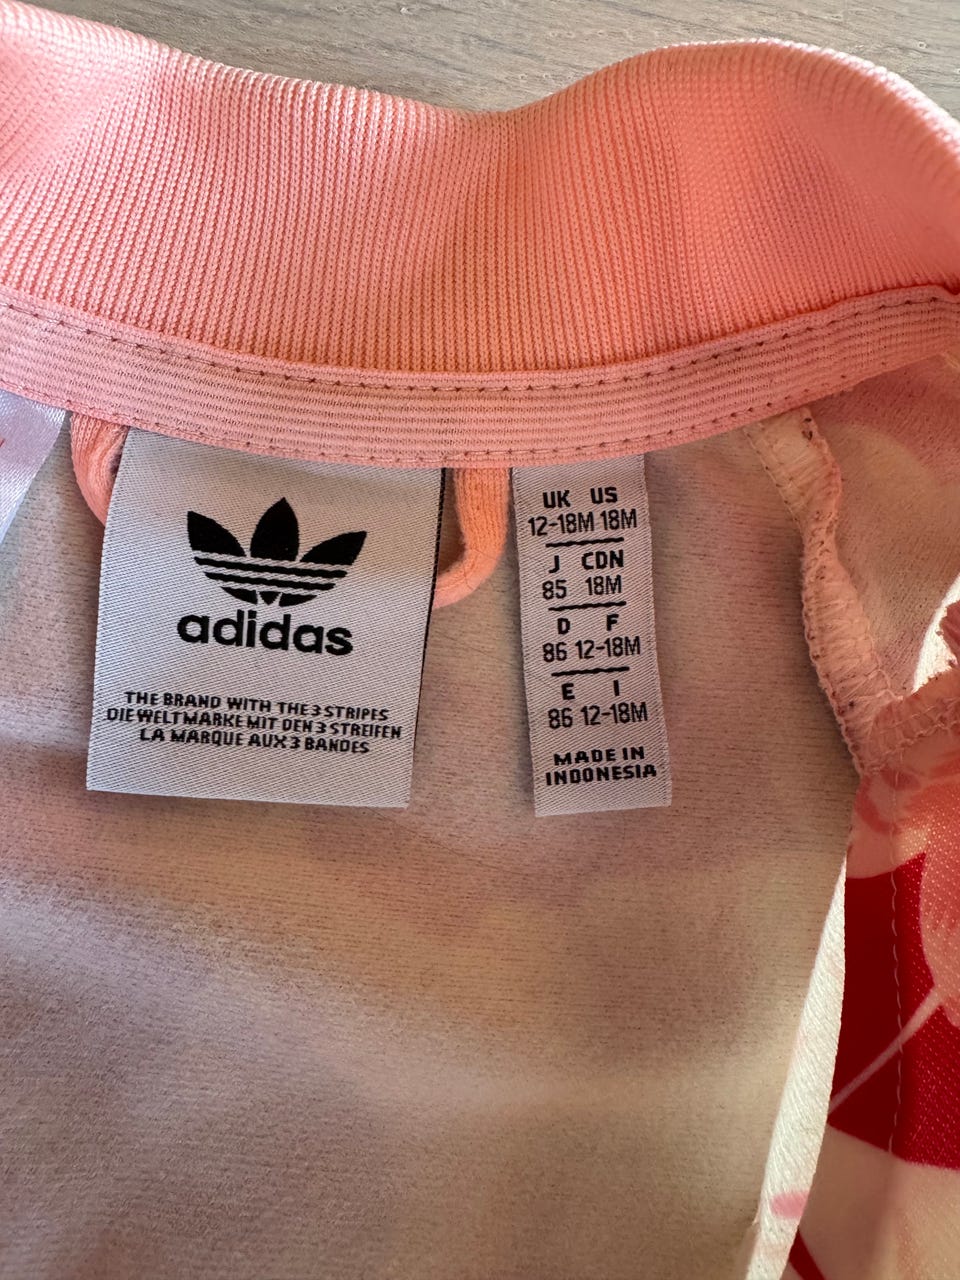 adidas
THE BRAND WITH THE 3 STRIPES
DIE WELTMARKE MIT DEN 3 STREIFEN
LA MARQUE AUX 3 BANDES
UK US
12-18M 18M
J CDN
85 18M
D F
86 12-18M
E I
86 12-18M
MADE IN
INDONESIA